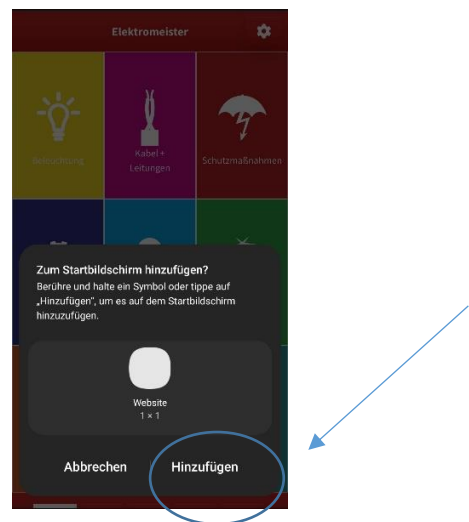 Elektromeister
Beleuchtung
Kabel +
Leitungen
Schutzmaßnahmen
Zum Startbildschirm hinzufügen?
Berühre und halte ein Symbol oder tippe auf
„Hinzufügen", um es auf dem Startbildschirm
hinzuzufügen.
Website
1 × 1
Abbrechen
Hinzufügen